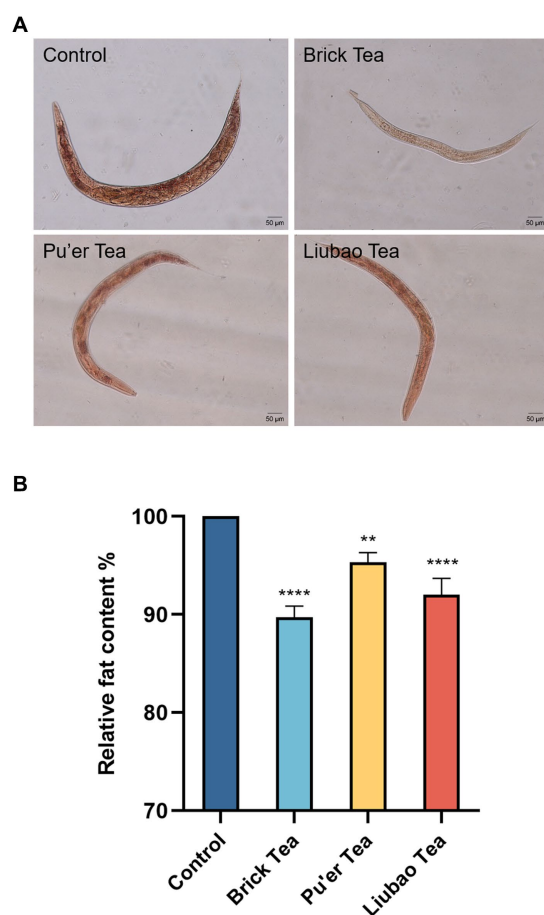 A
Control
Brick Tea
50 µm
50 µm
Pu'er Tea
Liubao Tea
50 µm
50 µm
B
Relative fat content %
100
90
80
70
****
**
****
Control
Brick Tea
Pu'er Tea
Liubao Tea